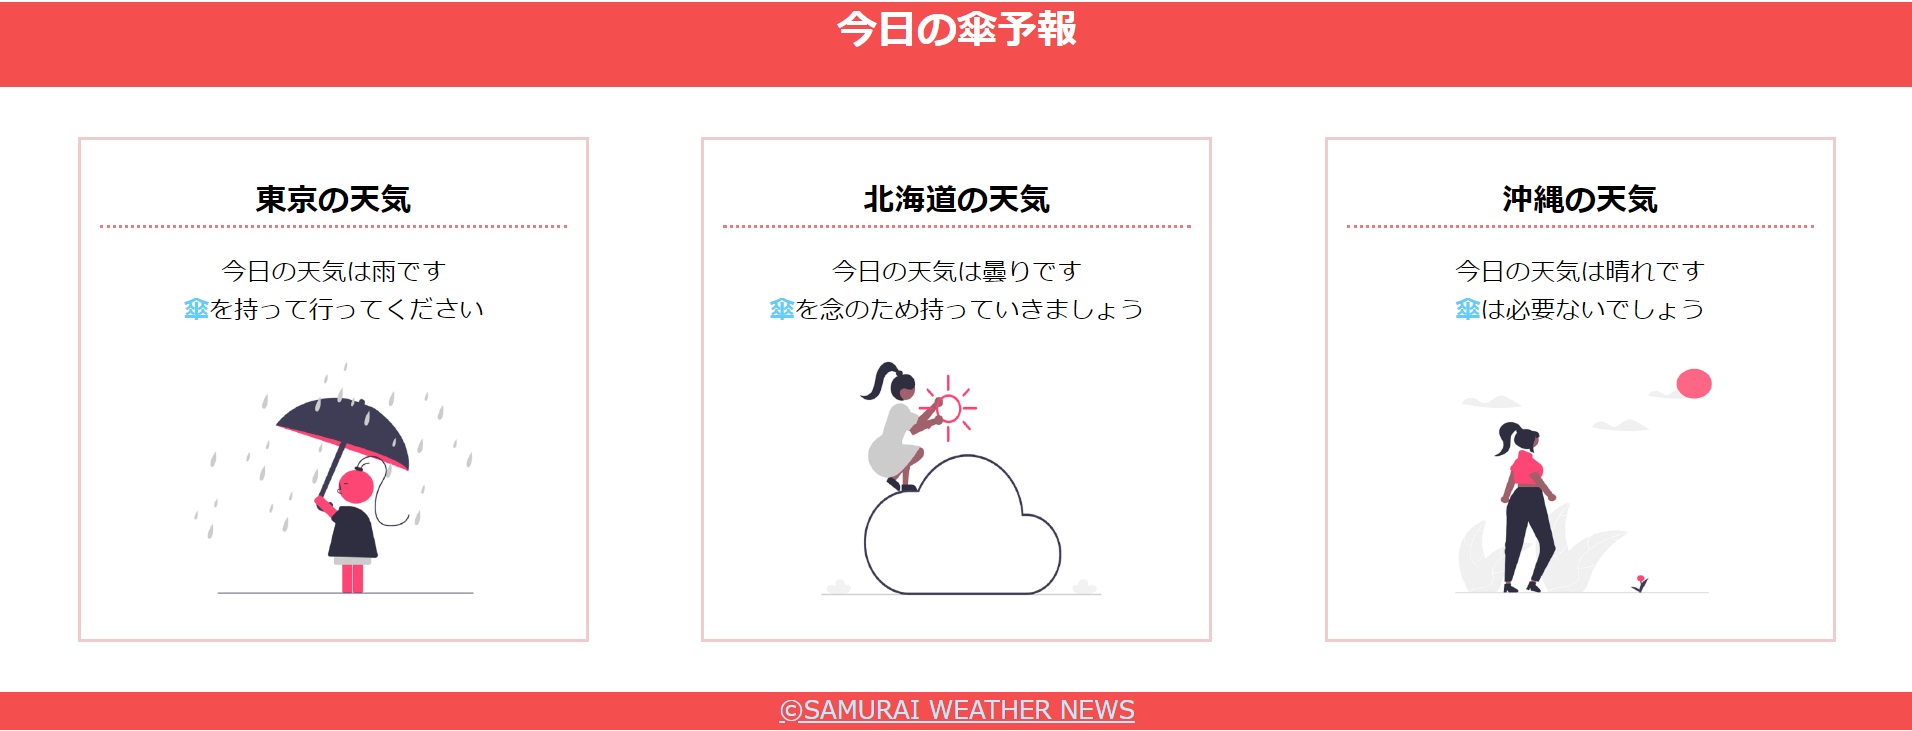 今日の傘予報
東京の天気
今日の天気は雨です
傘を持って行ってください
北海道の天気
今日の天気は曇りです
傘を念のため持っていきましょう
沖縄の天気
今日の天気は晴れです
傘は必要ないでしょう
©SAMURAI WEATHER NEWS